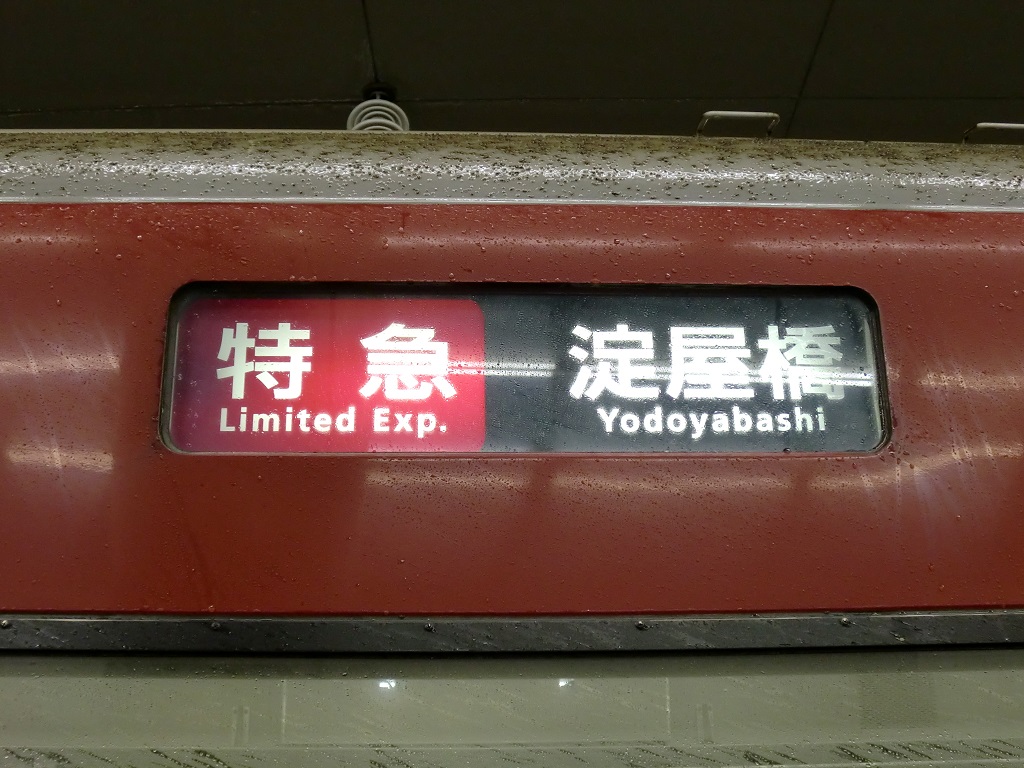 特急 淀屋橋
Limited Exp. Yodoyabashi